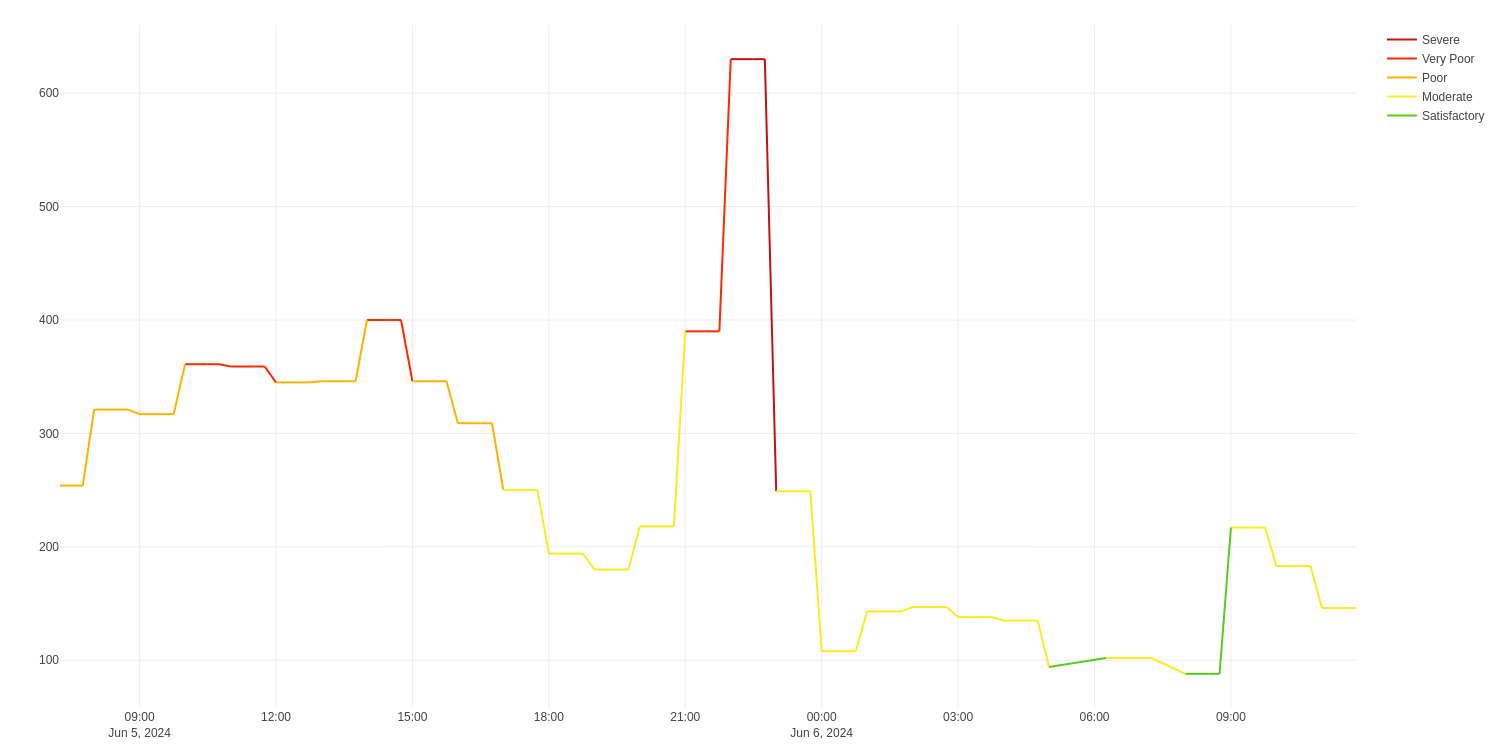 600
500
400
300
200
100
09:00
Jun 5, 2024
12:00
15:00
18:00
21:00
00:00
Jun 6, 2024
03:00
06:00
09:00
Severe
Very Poor
Poor
Moderate
Satisfactory